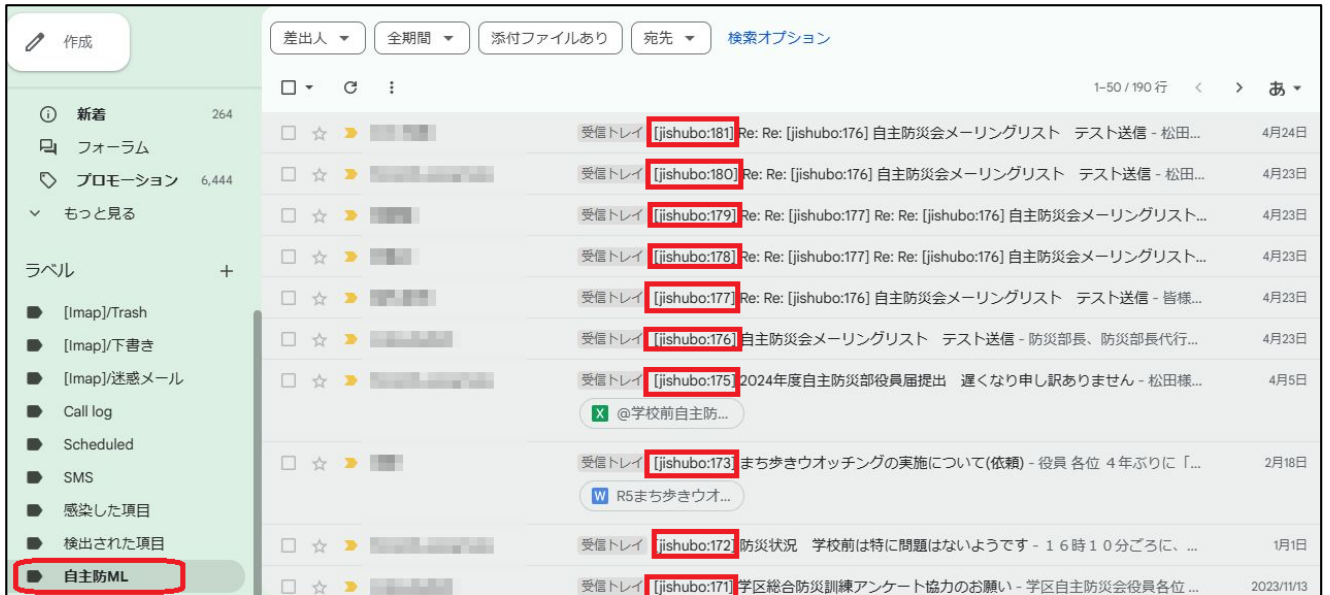 作成
新着 264
フォーラム
プロモーション 6,444
もっと見る
ラベル +
[Imap]/Trash
[Imap]/下書き
[Imap]/迷惑メール
Call log
Scheduled
SMS
感染した項目
検出された項目
自主防ML
差出人 全期間 添付ファイルあり 宛先 検索オプション
1-50 / 190 行 あ
受信トレイ [jishubo:181] Re: Re: [jishubo:176] 自主防災会メーリングリスト テスト送信 - 松田... 4月24日
受信トレイ [jishubo:180] Re: Re: [jishubo:176] 自主防災会メーリングリスト テスト送信 - 松田... 4月23日
受信トレイ [jishubo:179] Re: Re: [jishubo:177] Re: Re: [jishubo:176] 自主防災会メーリングリスト... 4月23日
受信トレイ [jishubo:178] Re: Re: [jishubo:177] Re: Re: [jishubo:176] 自主防災会メーリングリスト... 4月23日
受信トレイ [jishubo:177] Re: Re: [jishubo:176] 自主防災会メーリングリスト テスト送信 - 皆様... 4月23日
受信トレイ [jishubo:176] 自主防災会メーリングリスト テスト送信 - 防災部長、防災部長代行... 4月23日
受信トレイ [jishubo:175] 2024年度自主防災部役員届提出 遅くなり申し訳ありません - 松田様... 4月5日
X @学校前自主防...
受信トレイ [jishubo:173] まち歩きウオッチングの実施について(依頼) - 役員 各位 4年ぶりに「... 2月18日
W R5まち歩きウオ...
受信トレイ [jishubo:172] 防災状況 学校前は特に問題はないようです - 16時10分ごろに、... 1月1日
受信トレイ [jishubo:171] 学区総合防災訓練アンケート協力のお願い - 学区自主防災会役員各位 ... 2023/11/13